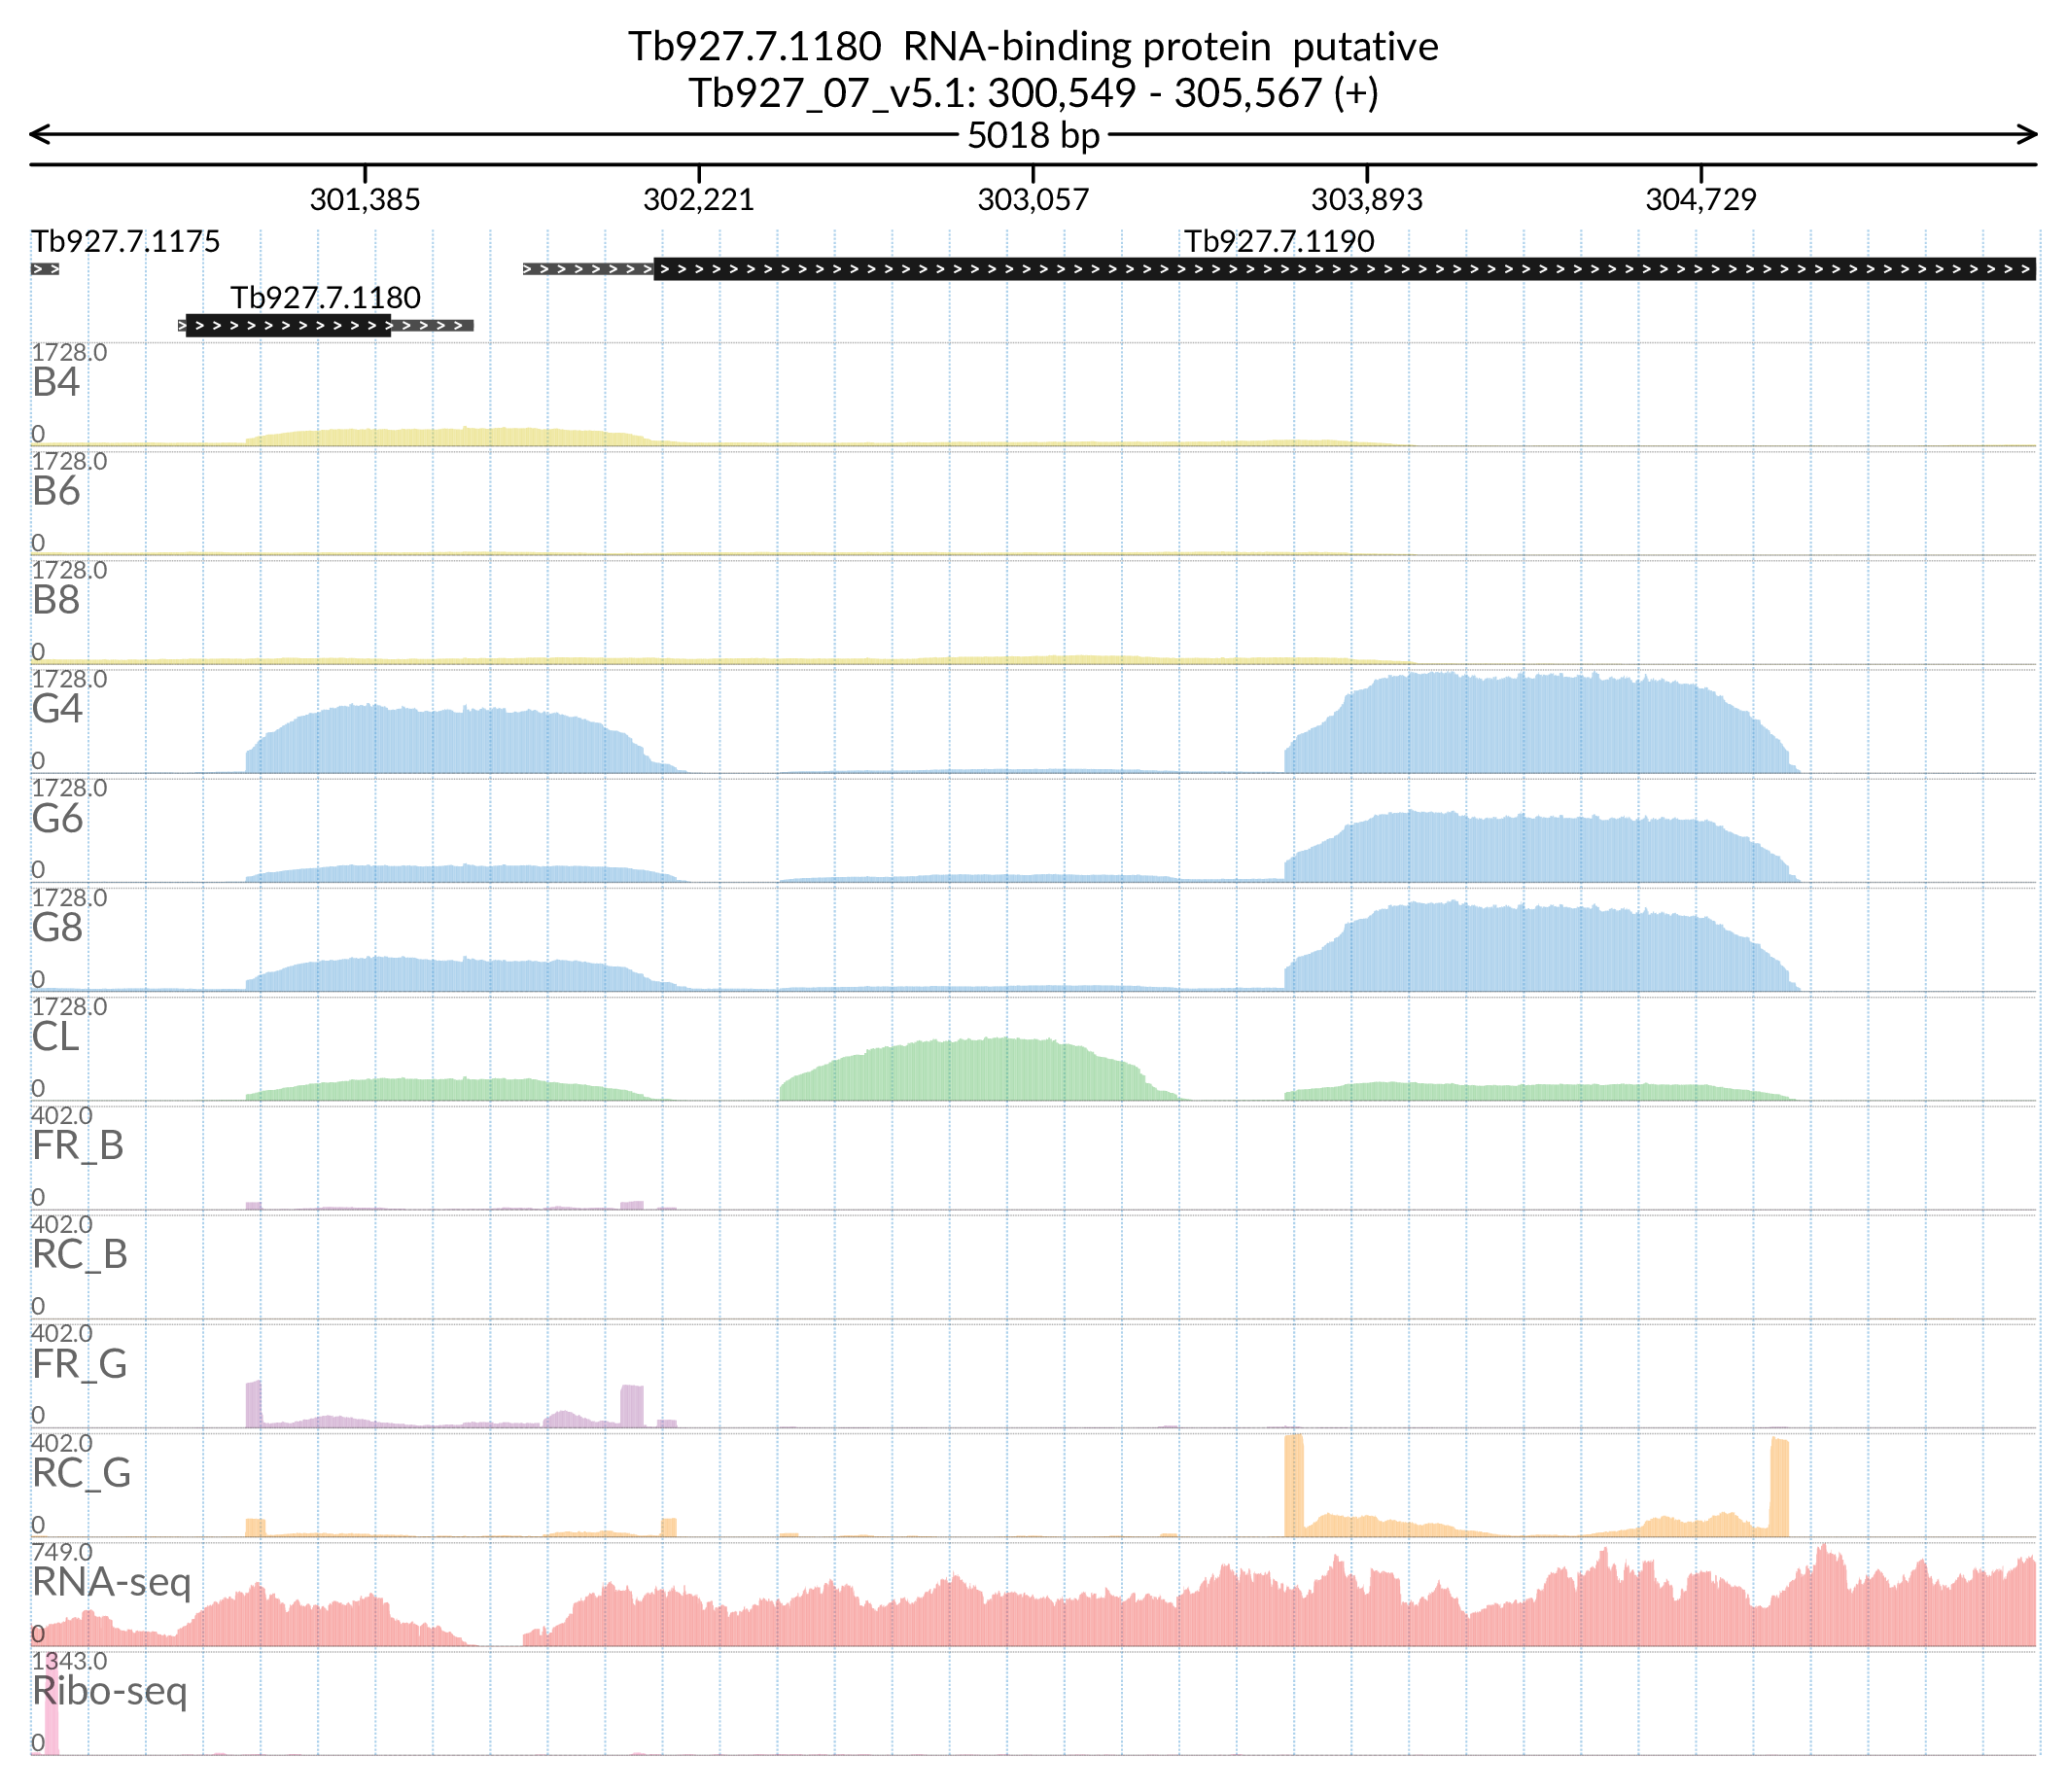 Tb927.7.1180 RNA-binding protein putative
Tb927_07_v5.1: 300,549 - 305,567 (+)
5018 bp
301,385 302,221 303,057 303,893 304,729
Tb927.7.1175 Tb927.7.1190
Tb927.7.1180
1728.0
B4
0
1728.0
B6
0
1728.0
B8
0
1728.0
G4
0
1728.0
G6
0
1728.0
G8
0
1728.0
CL
0
402.0
FR_B
0
402.0
RC_B
0
402.0
FR_G
0
402.0
RC_G
0
749.0
RNA-seq
0
1343.0
Ribo-seq
0